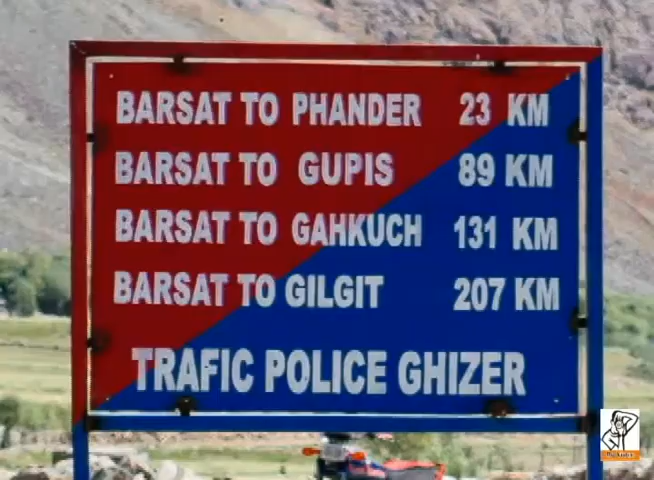 BARSAT TO PHANDER 23 KM
BARSAT TO GUPIS 89 KM
BARSAT TO GAHKUCH 131 KM
BARSAT TO GILGIT 207 KM
TRAFIC POLICE GHIZER